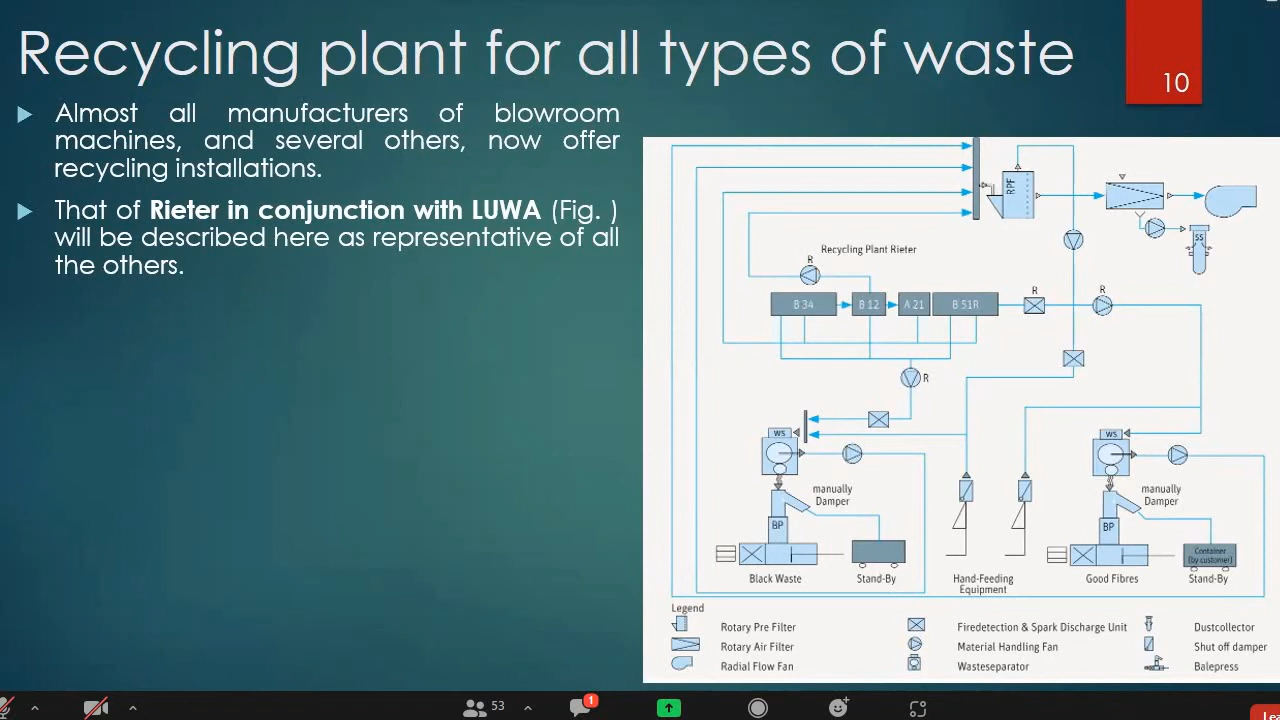 Recycling plant for all types of waste
10
Almost all manufacturers of blowroom
machines, and several others, now offer
recycling installations.
That of Rieter in conjunction with LUWA (Fig. )
will be described here as representative of all
the others.
RPF
SS
Recycling Plant Rieter
R
R
R
B 34
B 12
A 21
B 51R
R
WS
WS
manually
Damper
manually
Damper
BP
BP
Container
(by customer)
Black Waste
Stand-By
Hand-Feeding
Equipment
Good Fibres
Stand-By
Legend
Rotary Pre Filter
Firedetection & Spark Discharge Unit
Dustcollector
Rotary Air Filter
Material Handling Fan
Shut off damper
Radial Flow Fan
Wasteseparator
Balepress
53
1